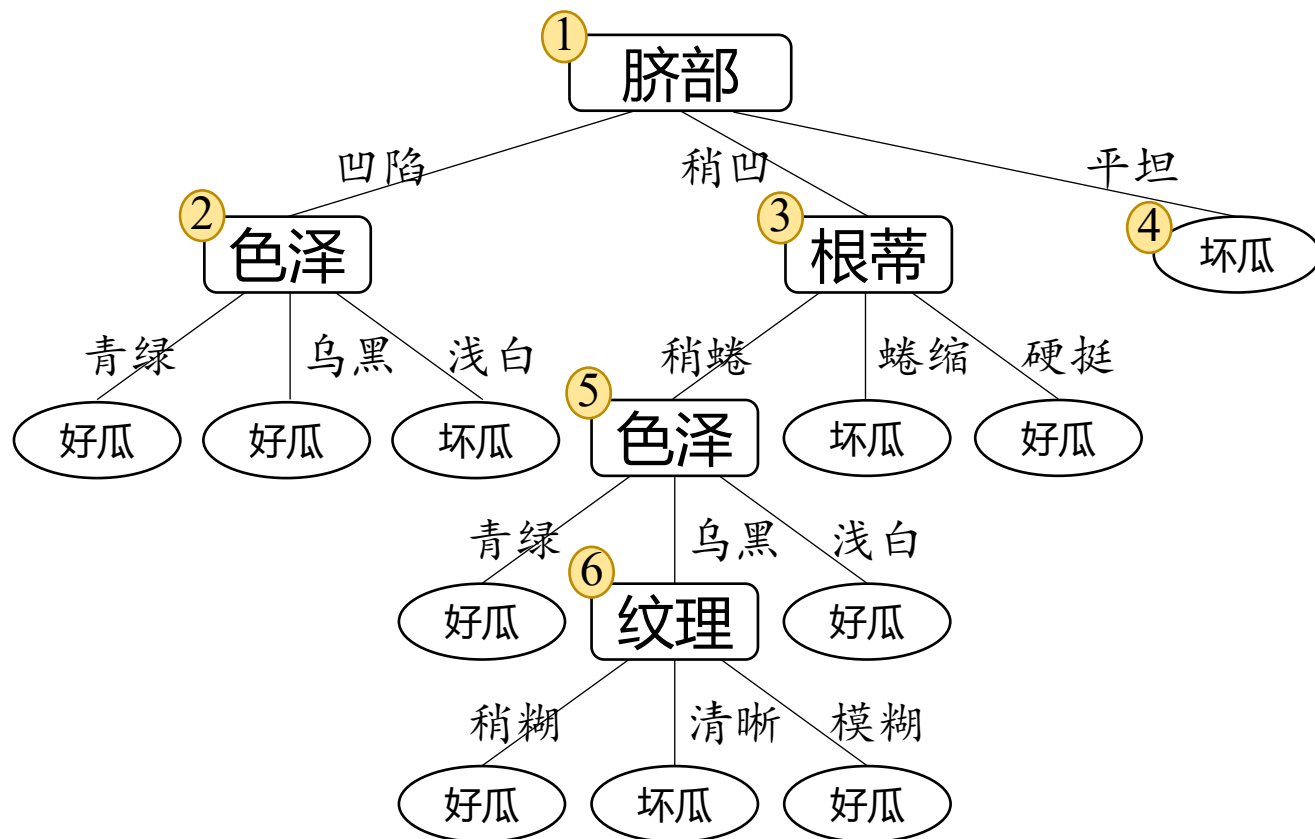 1
脐部
凹陷 稍凹 平坦
2 3 4
色泽 根蒂 坏瓜
青绿 乌黑 浅白 稍蜷 蜷缩 硬挺
5
好瓜 好瓜 坏瓜 色泽 坏瓜 好瓜
青绿 乌黑 浅白
6
好瓜 纹理 好瓜
稍糊 清晰 模糊
好瓜 坏瓜 好瓜